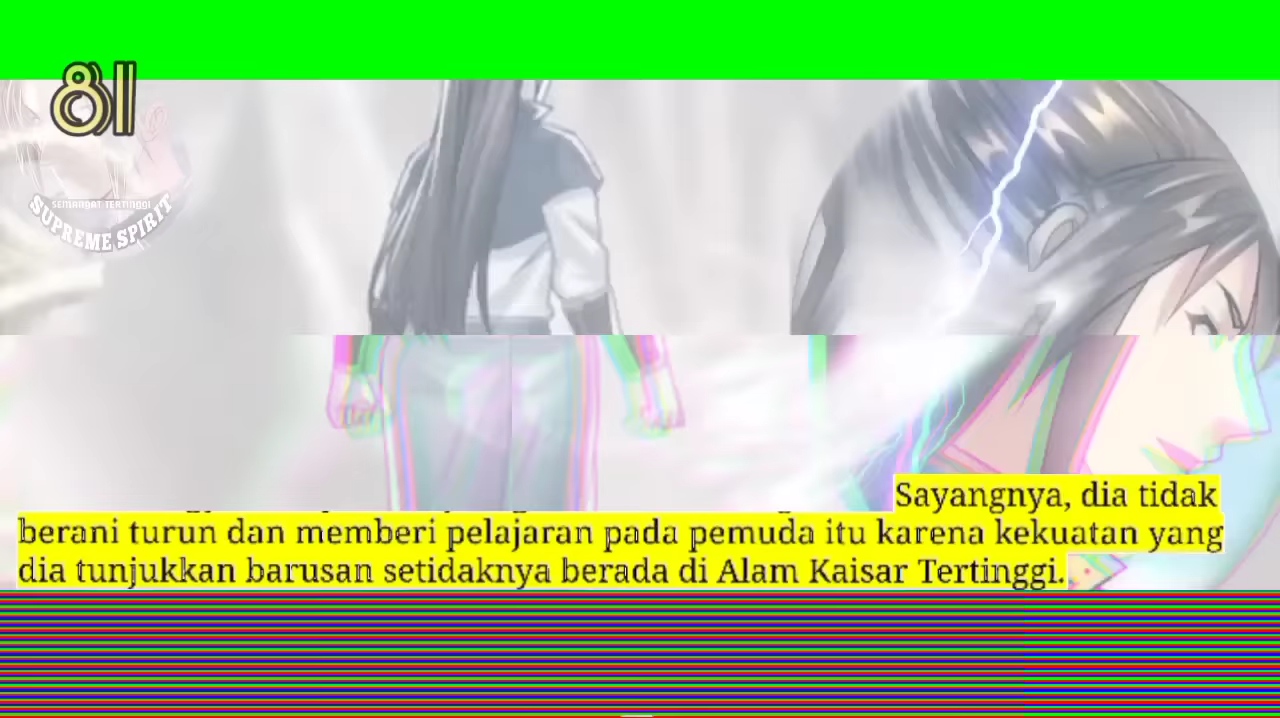 81
SEMANGAT TERTINGGI
SUPREME SPIRIT
Sayangnya, dia tidak
berani turun dan memberi pelajaran pada pemuda itu karena kekuatan yang
dia tunjukkan barusan setidaknya berada di Alam Kaisar Tertinggi.